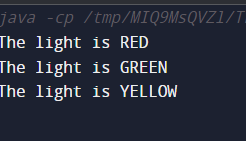 java -cp /tmp/MIQ9MsQVZl/
The light is RED
The light is GREEN
The light is YELLOW